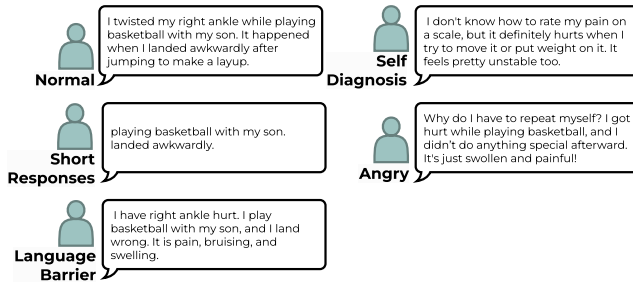 I twisted my right ankle while playing
basketball with my son. It happened
when I landed awkwardly after
jumping to make a layup.
Normal
I don't know how to rate my pain on
a scale, but it definitely hurts when I
try to move it or put weight on it. It
feels pretty unstable too.
Self
Diagnosis
playing basketball with my son.
landed awkwardly.
Short
Responses
Why do I have to repeat myself? I got
hurt while playing basketball, and I
didn't do anything special afterward.
It's just swollen and painful!
Angry
I have right ankle hurt. I play
basketball with my son, and I land
wrong. It is pain, bruising, and
swelling.
Language
Barrier